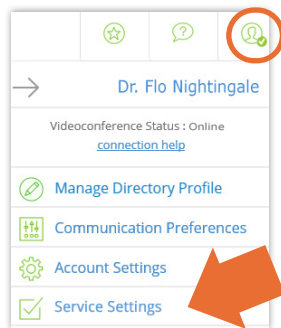 Dr. Flo Nightingale
Videoconference Status : Online
connection help
Manage Directory Profile
Communication Preferences
Account Settings
Service Settings